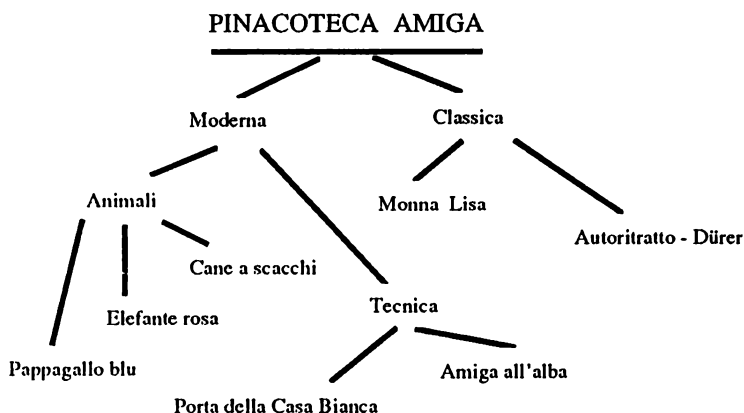 PINACOTECA AMIGA
Moderna
Classica
Animali
Monna Lisa
Autoritratto - Dürer
Cane a scacchi
Tecnica
Elefante rosa
Pappagallo blu
Amiga all'alba
Porta della Casa Bianca